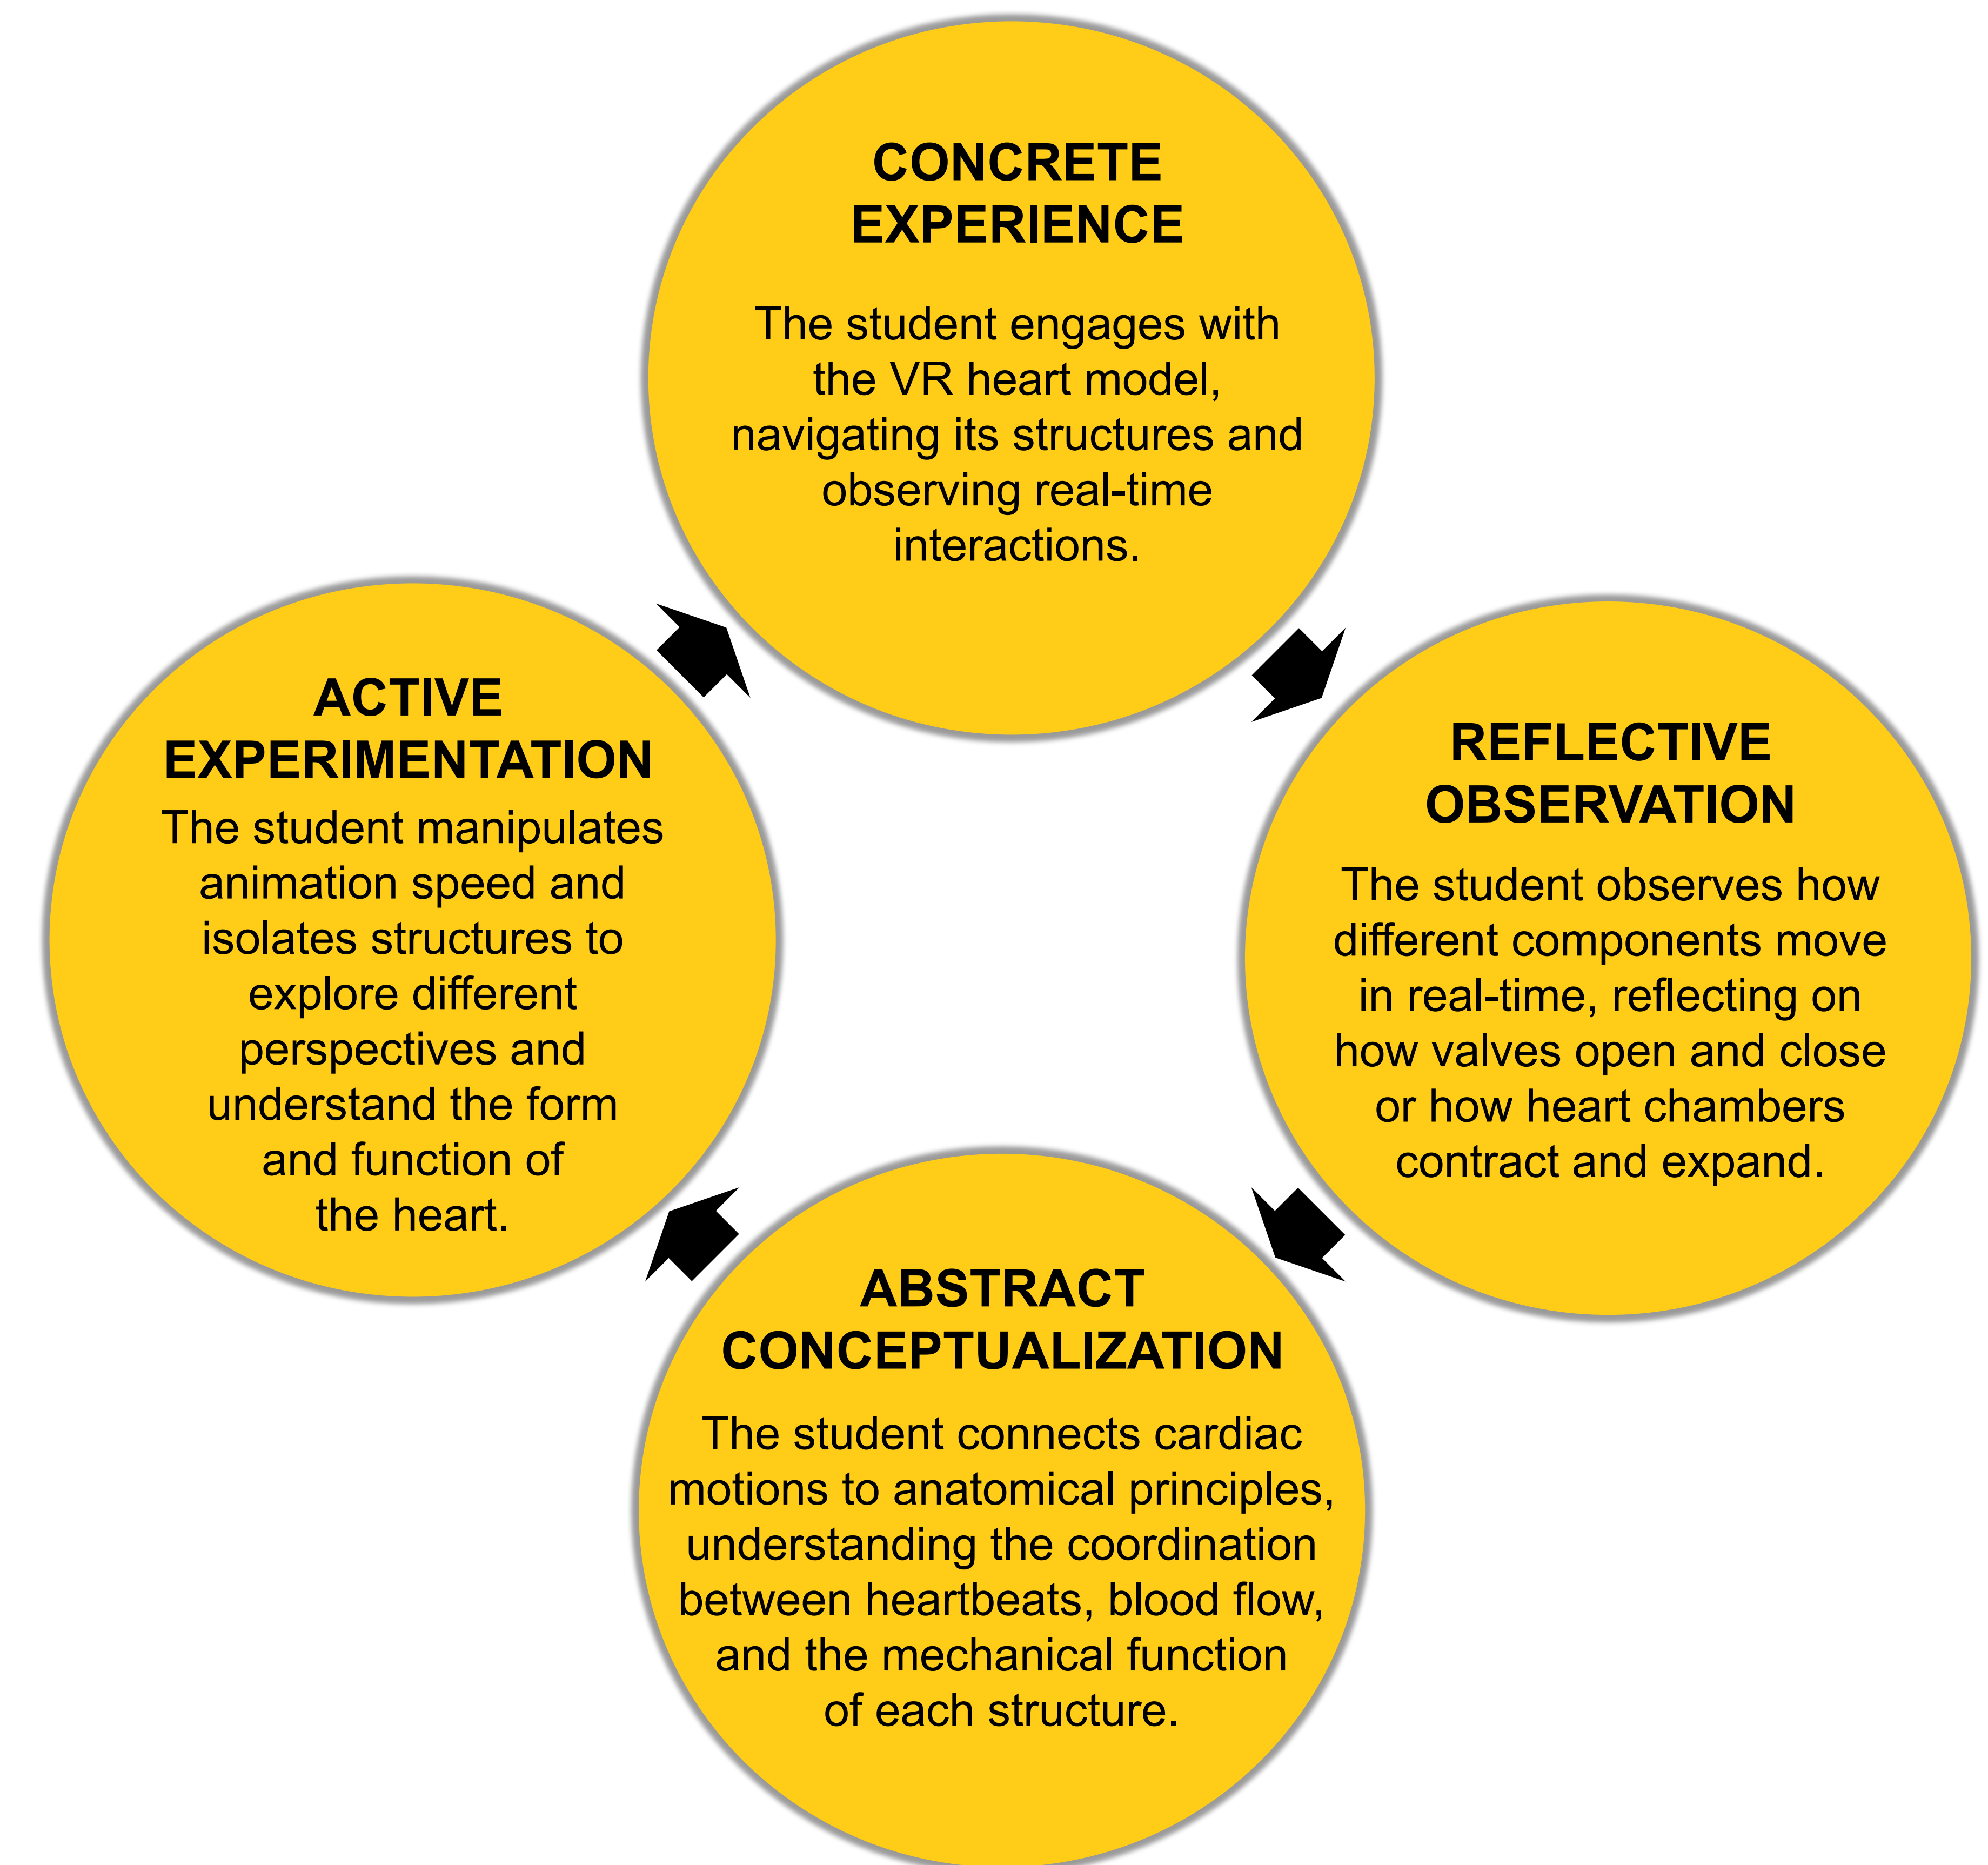 CONCRETE
EXPERIENCE
The student engages with
the VR heart model,
navigating its structures and
observing real-time
interactions.
REFLECTIVE
OBSERVATION
The student observes how
different components move
in real-time, reflecting on
how valves open and close
or how heart chambers
contract and expand.
ABSTRACT
CONCEPTUALIZATION
The student connects cardiac
motions to anatomical principles,
understanding the coordination
between heartbeats, blood flow,
and the mechanical function
of each structure.
ACTIVE
EXPERIMENTATION
The student manipulates
animation speed and
isolates structures to
explore different
perspectives and
understand the form
and function of
the heart.